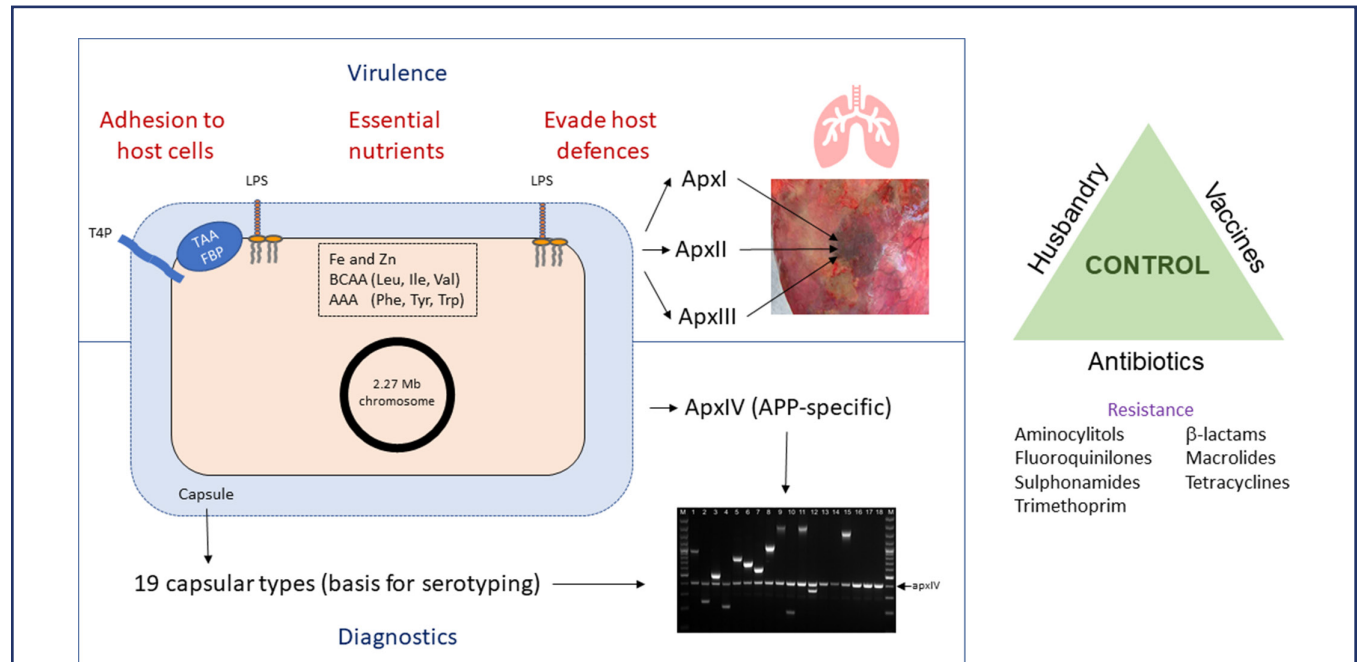 Virulence
Adhesion to
host cells
Essential
nutrients
Evade host
defences
LPS
LPS
T4P
TAA
FBP
Fe and Zn
BCAA (Leu, Ile, Val)
AAA (Phe, Tyr, Trp)
2.27 Mb
chromosome
Capsule
ApxI
ApxII
ApxIII
ApxIV (APP-specific)
19 capsular types (basis for serotyping)
M 1 2 3 4 5 6 7 8 9 10 11 12 13 14 15 16 17 18 M
apxIV
Diagnostics
Husbandry
Vaccines
CONTROL
Antibiotics
Resistance
Aminocylitols
Fluoroquinilones
Sulphonamides
Trimethoprim
β-lactams
Macrolides
Tetracyclines